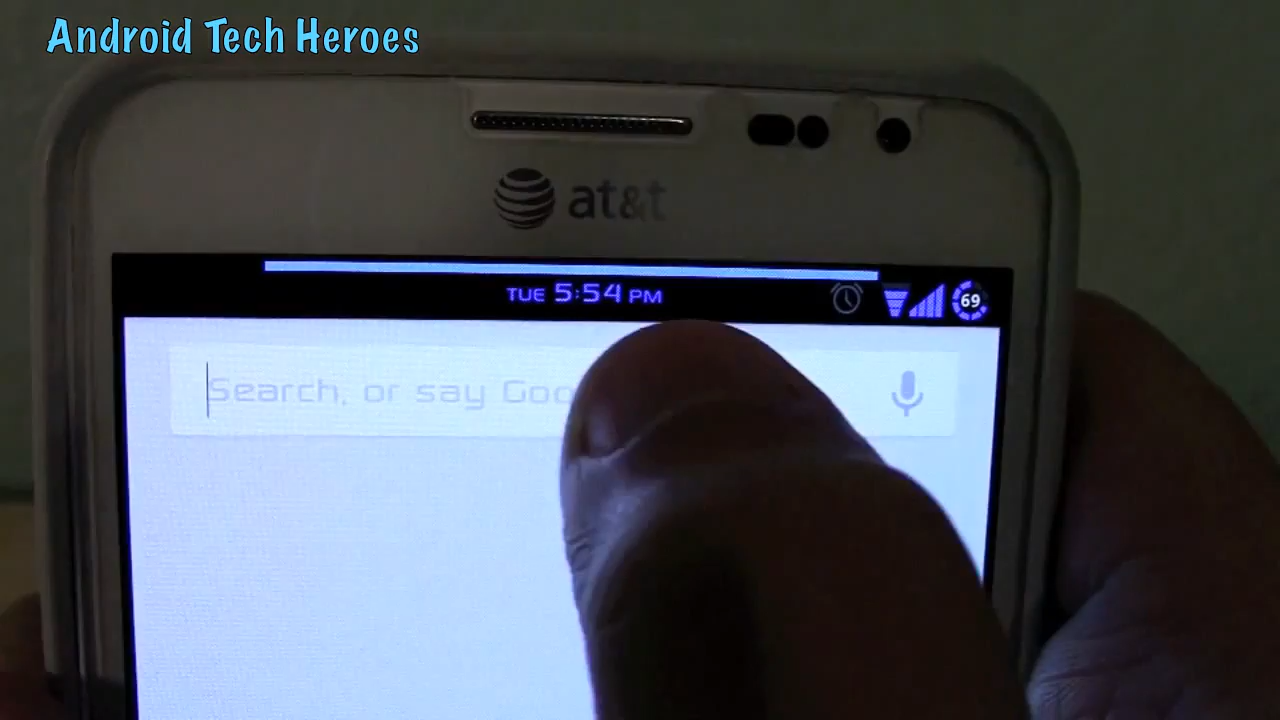 Android Tech Heroes
at&t
TUE 5:54 PM
69
Search, or say Goo